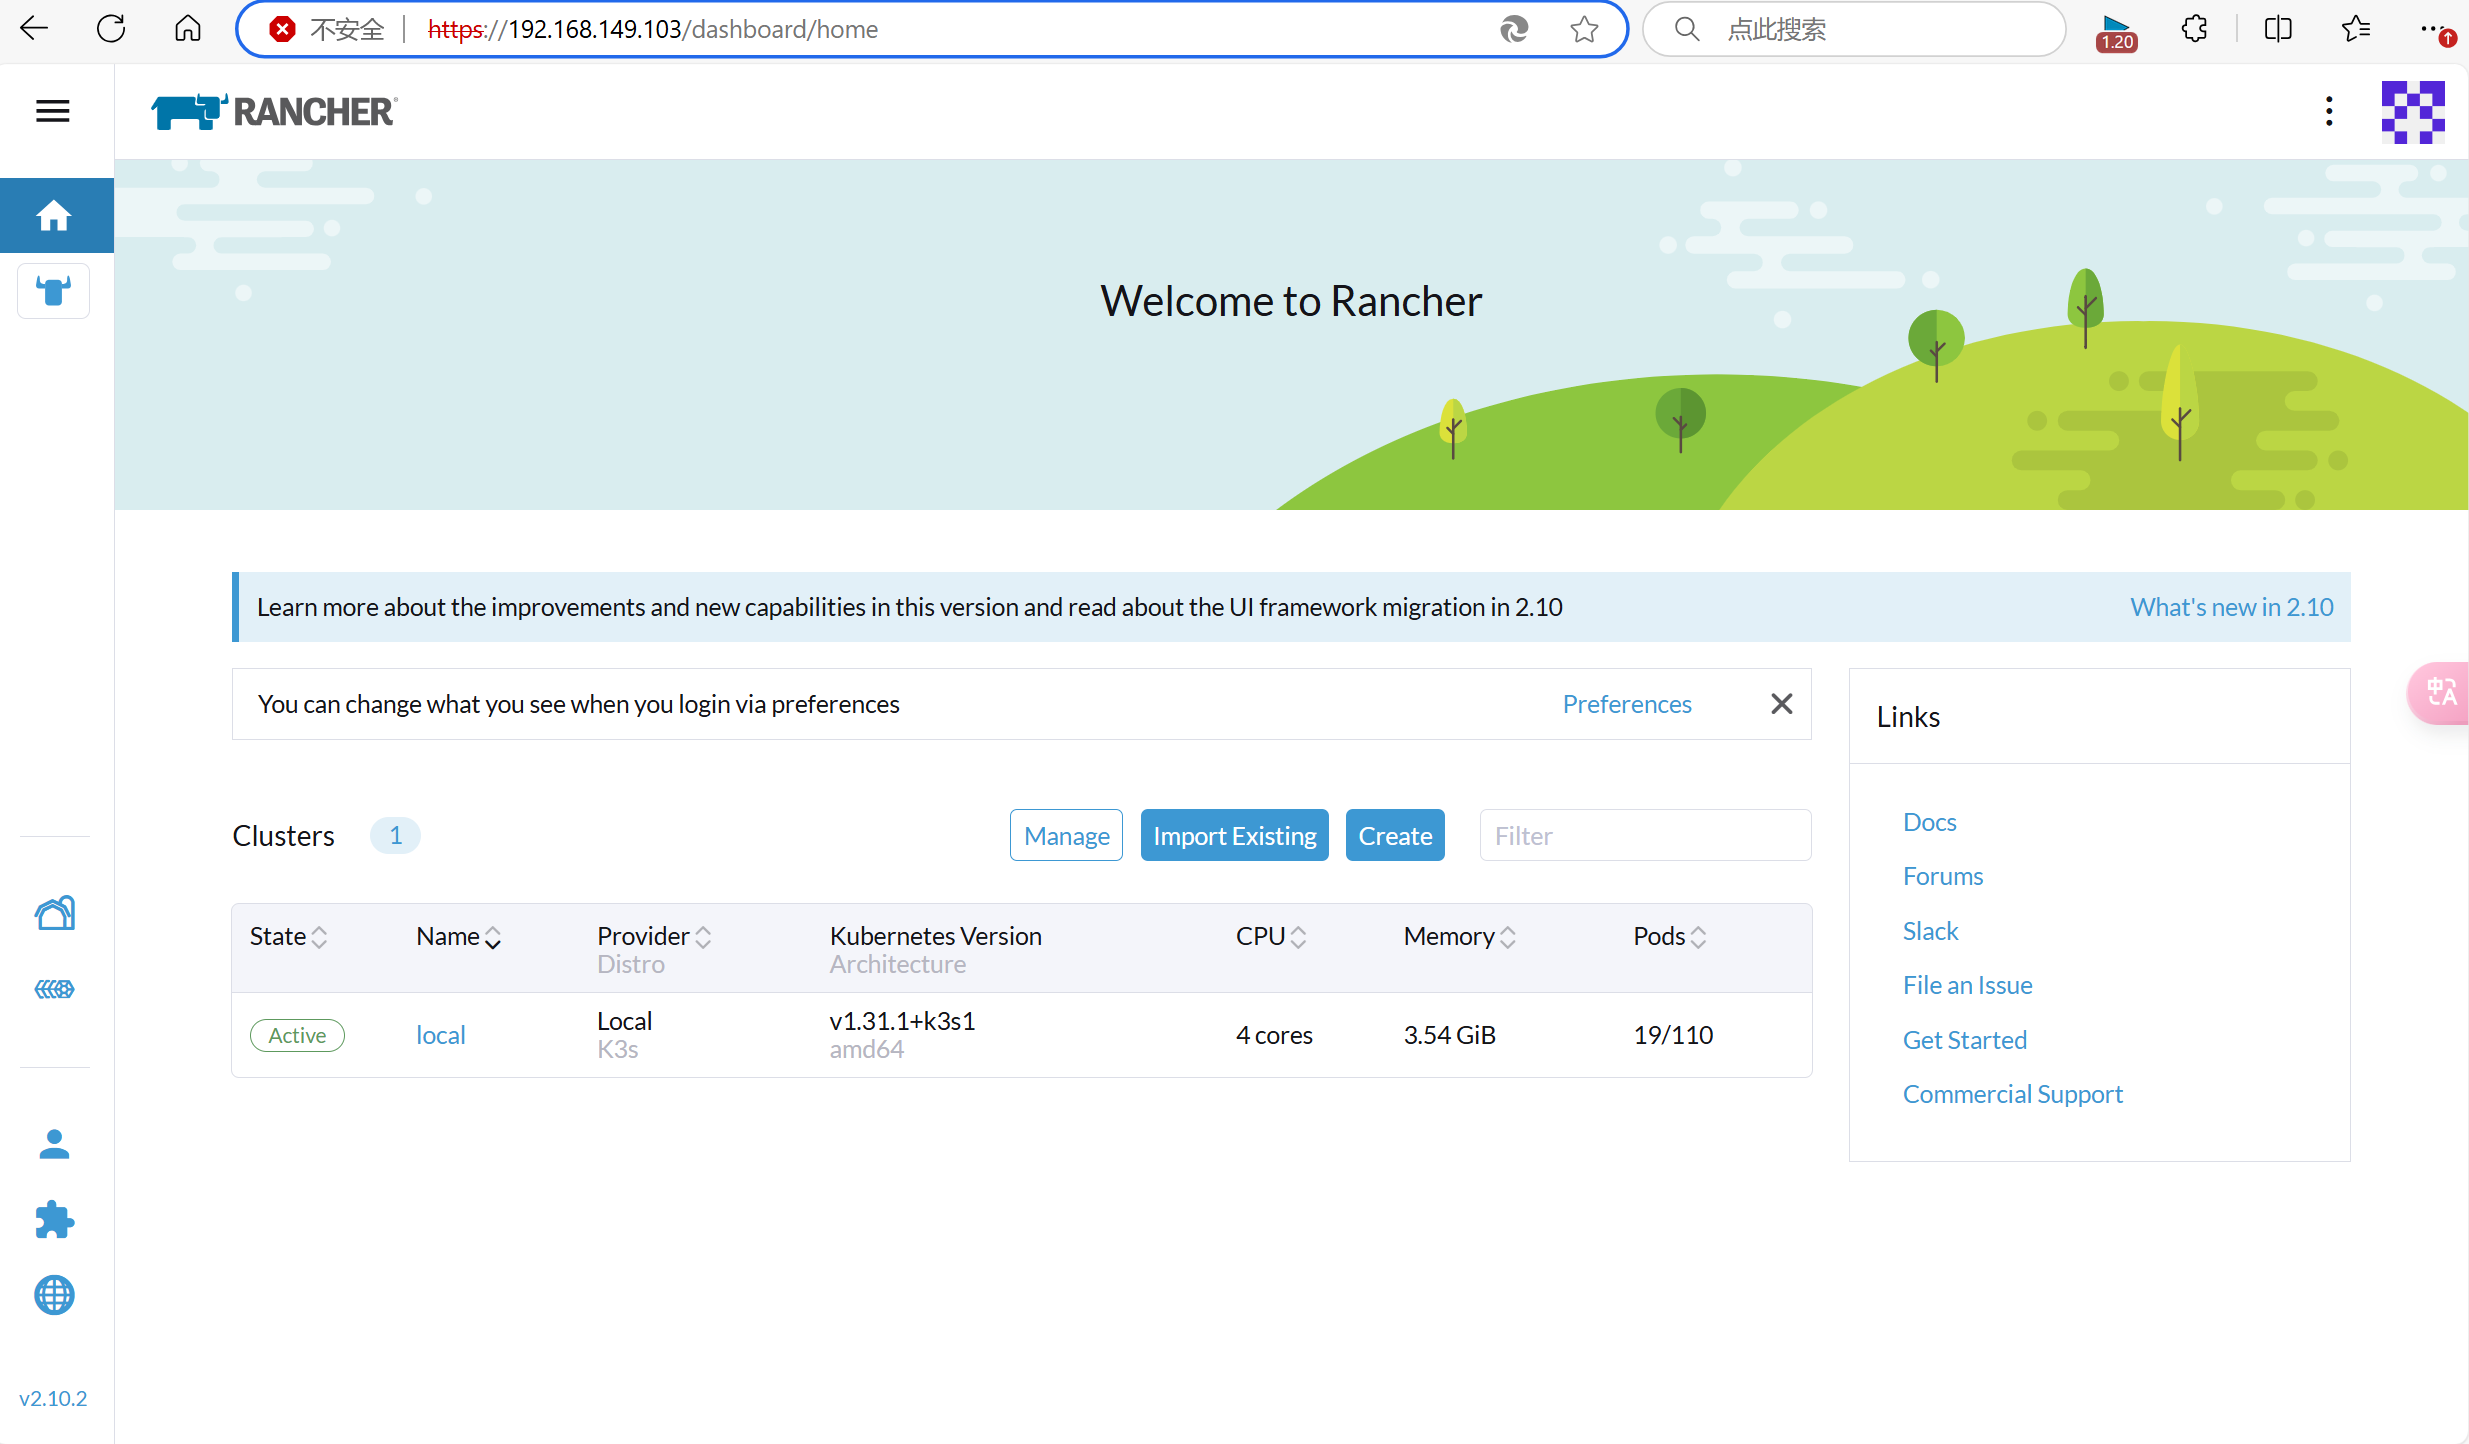 不安全 https://192.168.149.103/dashboard/home
点此搜索
1.20
RANCHER
Welcome to Rancher
Learn more about the improvements and new capabilities in this version and read about the UI framework migration in 2.10
What's new in 2.10
You can change what you see when you login via preferences
Preferences
Clusters 1
Manage Import Existing Create Filter
State Name Provider Kubernetes Version CPU Memory Pods
Distro Architecture
Active local Local v1.31.1+k3s1 4 cores 3.54 GiB 19/110
K3s amd64
Links
Docs
Forums
Slack
File an Issue
Get Started
Commercial Support
中A
v2.10.2